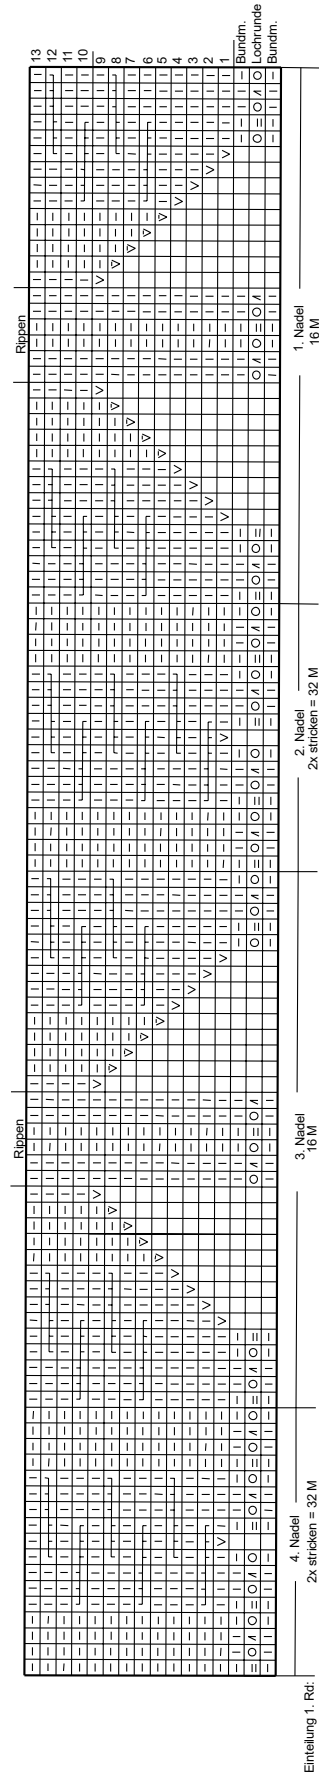 13
12
11
10
9
8
7
6
5
4
3
2
1
Bundm.
Lochrunde
Bundm.
Rippen
Rippen
Einteilung 1. Rd:
4. Nadel
2x stricken = 32 M
3. Nadel
16 M
2. Nadel
2x stricken = 32 M
1. Nadel
16 M